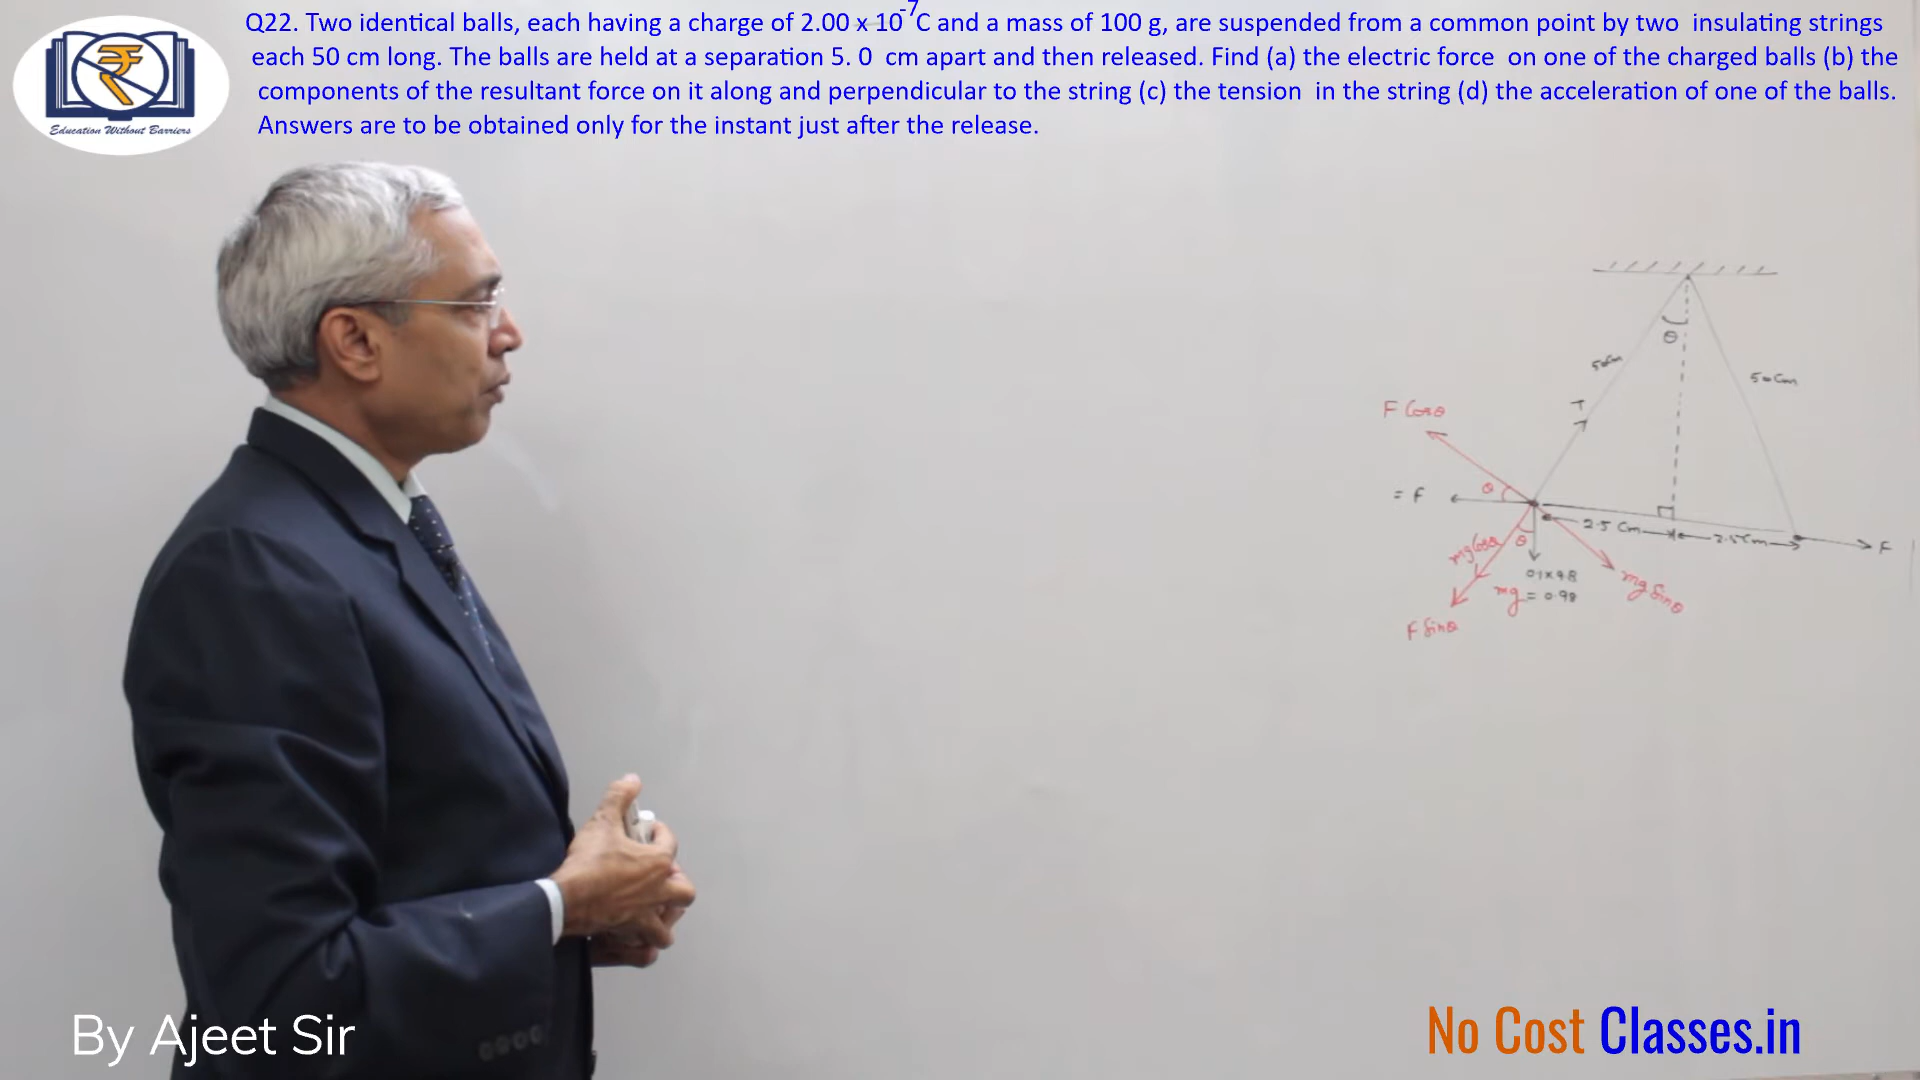 Q22. Two identical balls, each having a charge of 2.00 x 10⁻⁷C and a mass of 100 g, are suspended from a common point by two insulating strings
each 50 cm long. The balls are held at a separation 5. 0 cm apart and then released. Find (a) the electric force on one of the charged balls (b) the
components of the resultant force on it along and perpendicular to the string (c) the tension in the string (d) the acceleration of one of the balls.
Answers are to be obtained only for the instant just after the release.
Education Without Barriers
θ
50cm
50cm
T
F Cosθ
θ
= F
2.5 Cm
2.5 Cm
F
mgCosθ
θ
0.1×9.8
mg = 0.98
mg Sinθ
F Sinθ
By Ajeet Sir
No Cost Classes.in